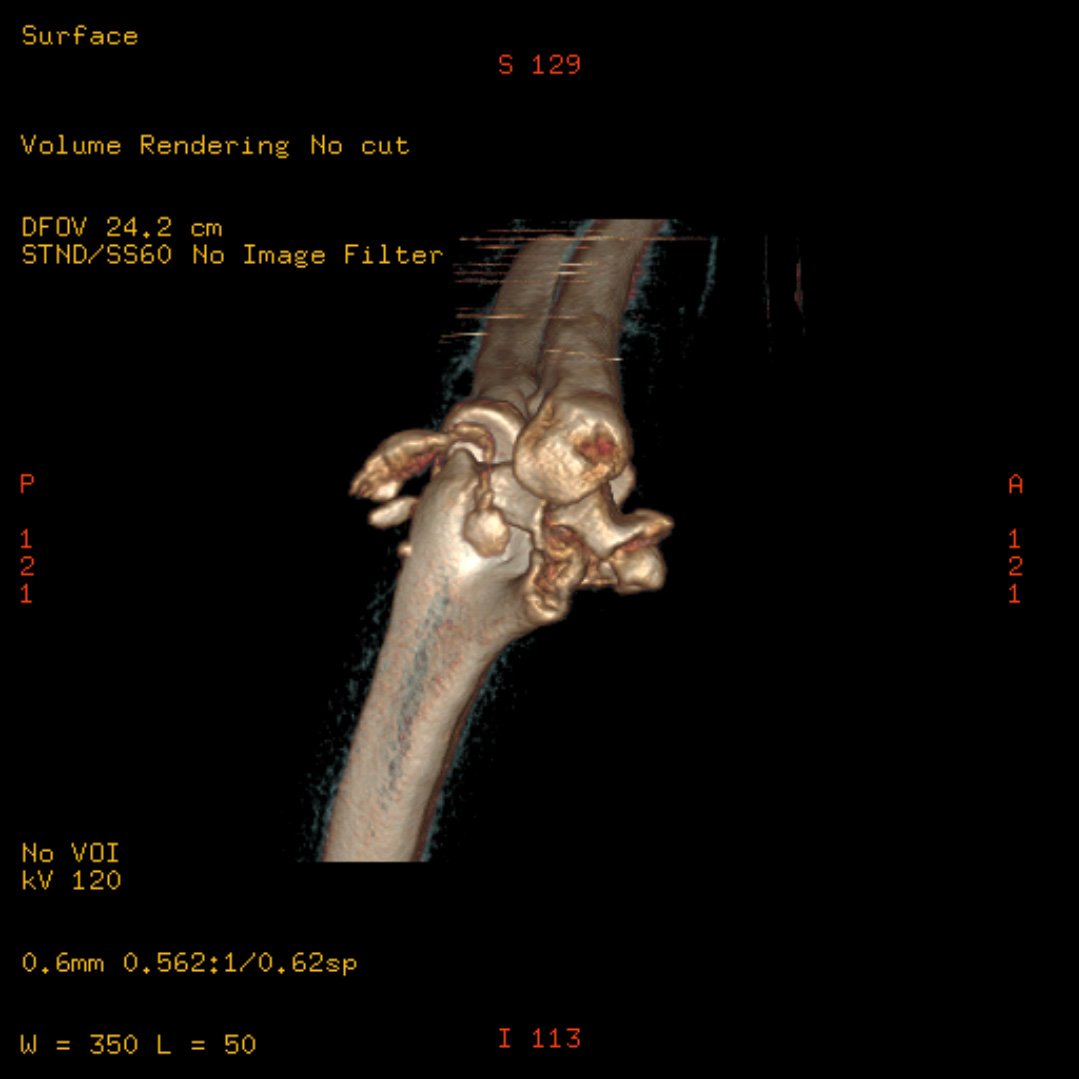 Surface
S 129
Volume Rendering No cut
DFOV 24.2 cm
STND/SS60 No Image Filter
P
1
2
1
A
1
2
1
No VOI
kV 120
0.6mm 0.562:1/0.62sp
W = 350 L = 50
I 113